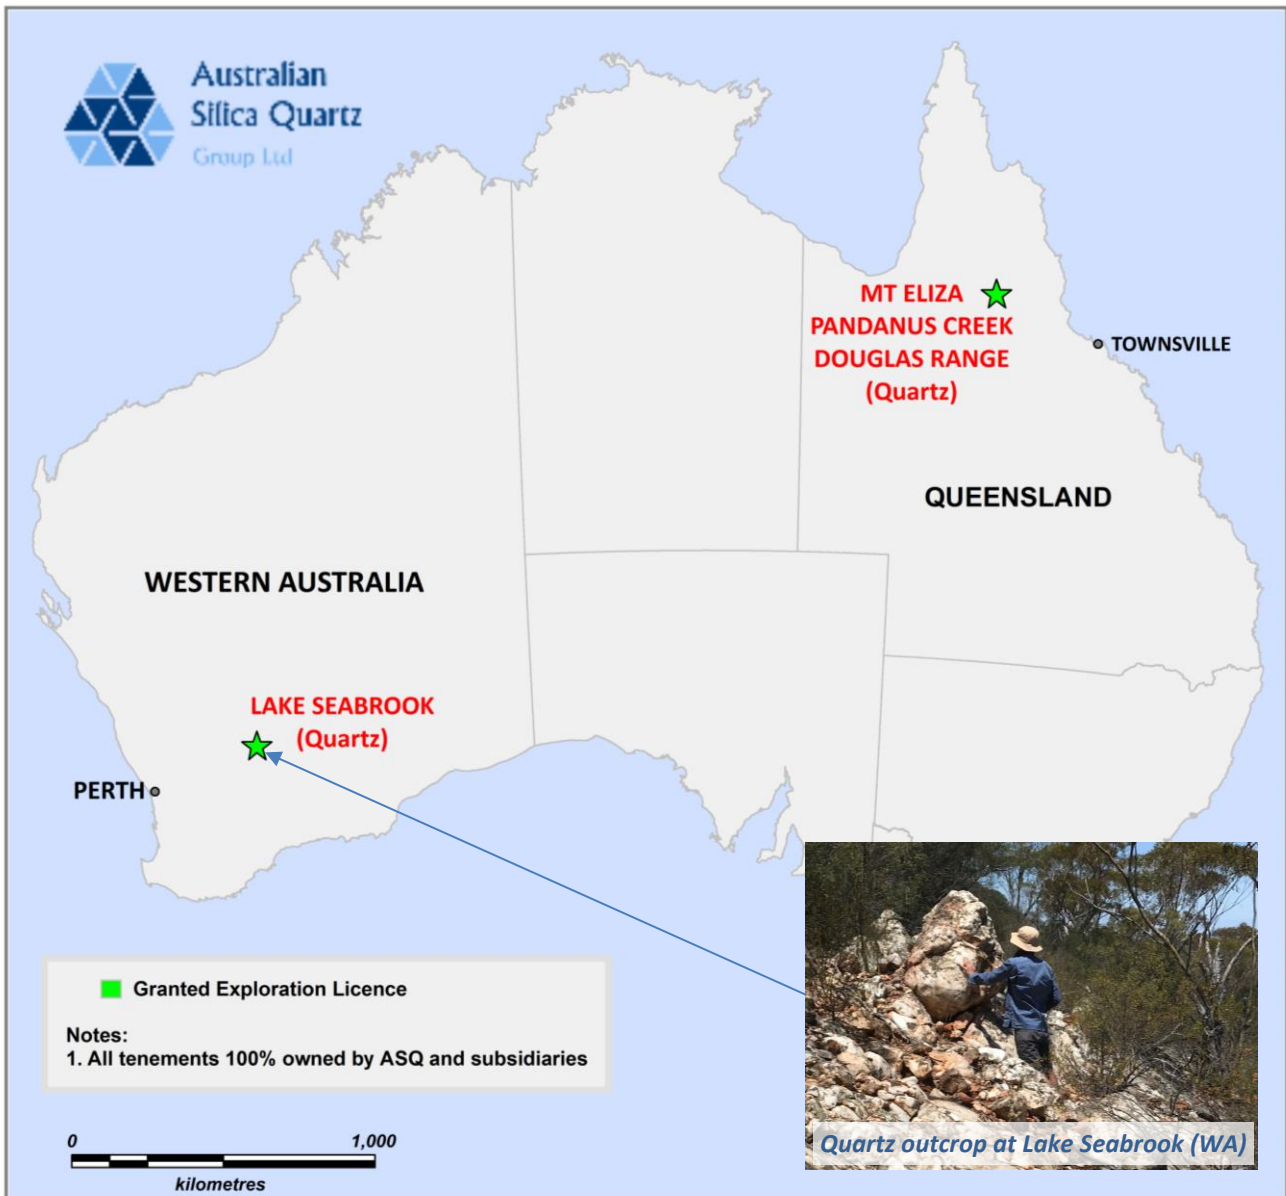 Australian
Silica Quartz
Group Ltd
MT ELIZA
PANDANUS CREEK
DOUGLAS RANGE
(Quartz)
TOWNSVILLE
QUEENSLAND
WESTERN AUSTRALIA
LAKE SEABROOK
(Quartz)
PERTH
Granted Exploration Licence
Notes:
1. All tenements 100% owned by ASQ and subsidiaries
0 1,000
kilometres
Quartz outcrop at Lake Seabrook (WA)